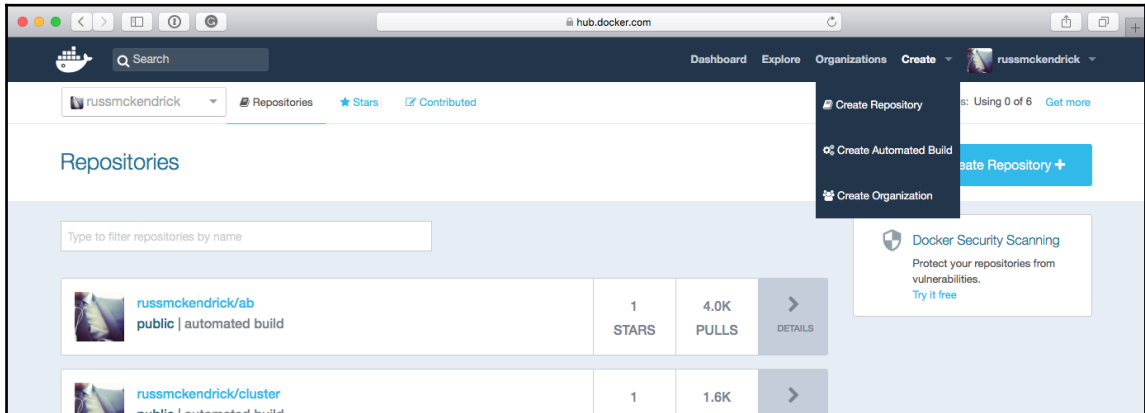 hub.docker.com
Search
Dashboard Explore Organizations Create russmckendrick
russmckendrick Repositories Stars Contributed
s: Using 0 of 6 Get more
Create Repository
Create Automated Build
Create Organization
Repositories
eate Repository +
Type to filter repositories by name
Docker Security Scanning
Protect your repositories from
vulnerabilities.
Try it free
russmckendrick/ab
public | automated build
1
STARS
4.0K
PULLS
DETAILS
russmckendrick/cluster
public | automated build
1
1.6K